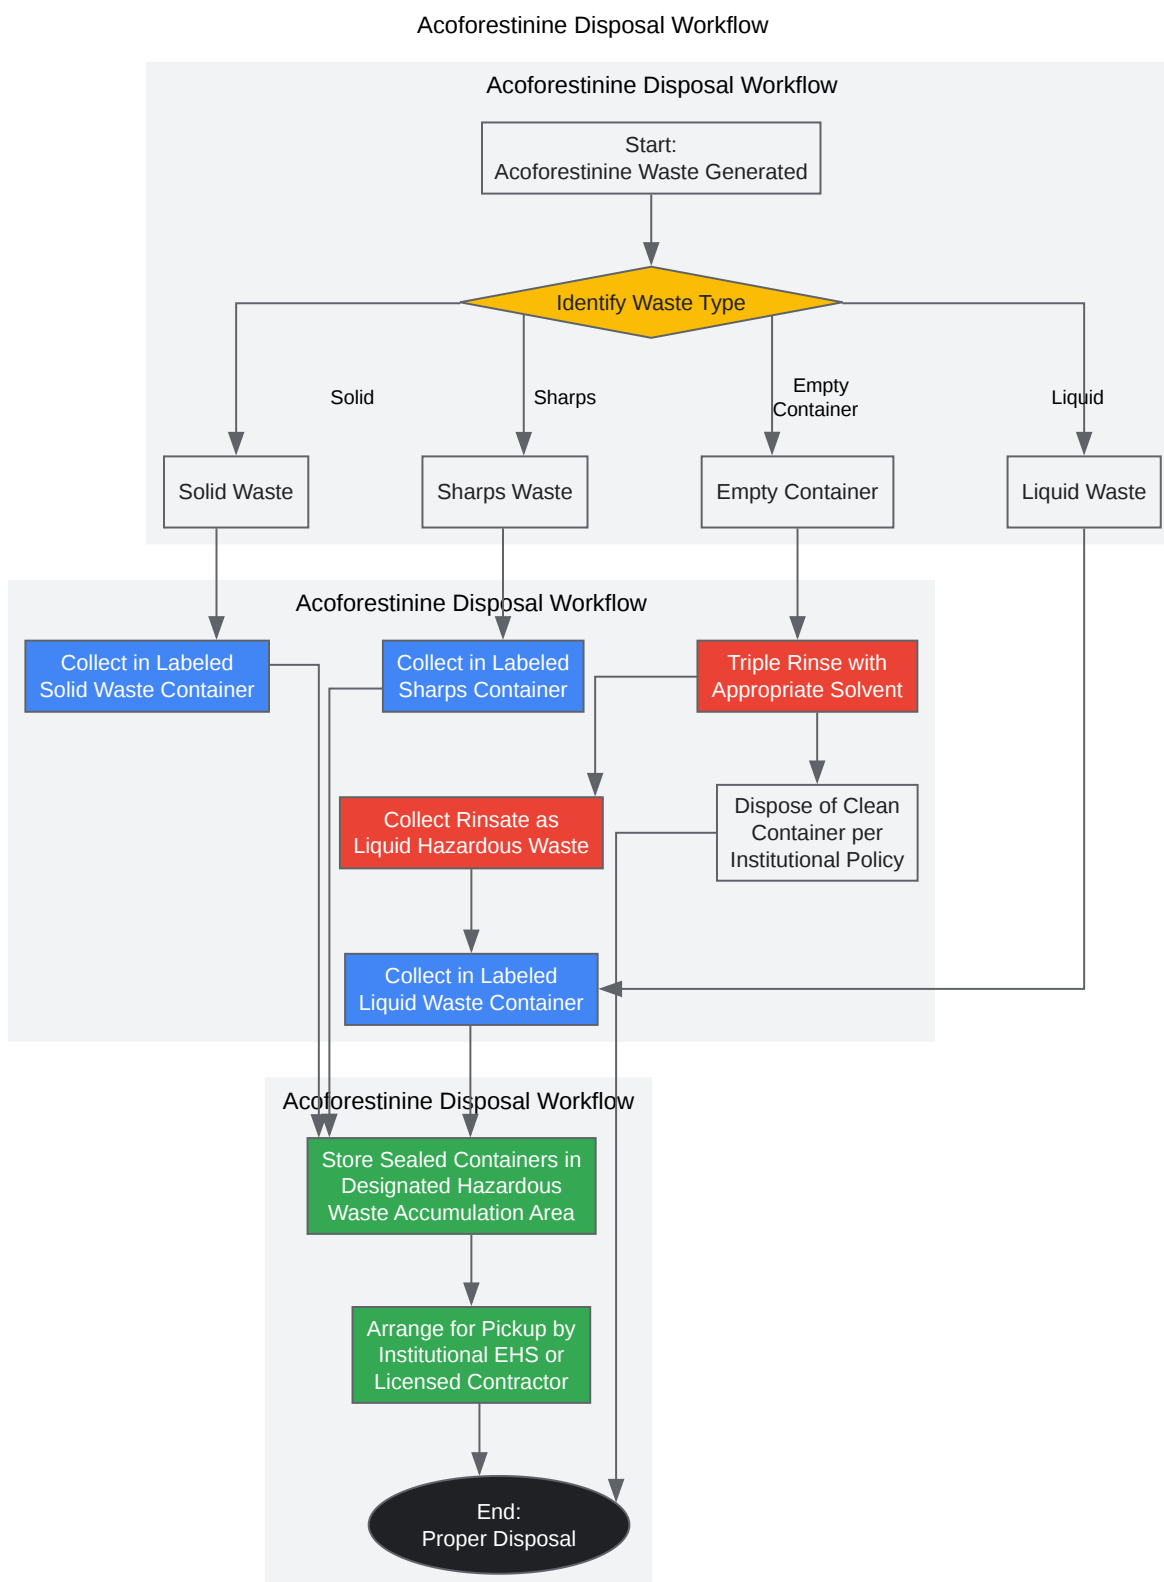 Acoforestinine Disposal Workflow
Acoforestinine Disposal Workflow
Start:
Acoforestinine Waste Generated
Identify Waste Type
Solid
Sharps
Empty
Container
Liquid
Solid Waste
Sharps Waste
Empty Container
Liquid Waste
Acoforestinine Disposal Workflow
Collect in Labeled
Solid Waste Container
Collect in Labeled
Sharps Container
Triple Rinse with
Appropriate Solvent
Collect Rinsate as
Liquid Hazardous Waste
Dispose of Clean
Container per
Institutional Policy
Collect in Labeled
Liquid Waste Container
Acoforestinine Disposal Workflow
Store Sealed Containers in
Designated Hazardous
Waste Accumulation Area
Arrange for Pickup by
Institutional EHS or
Licensed Contractor
End:
Proper Disposal